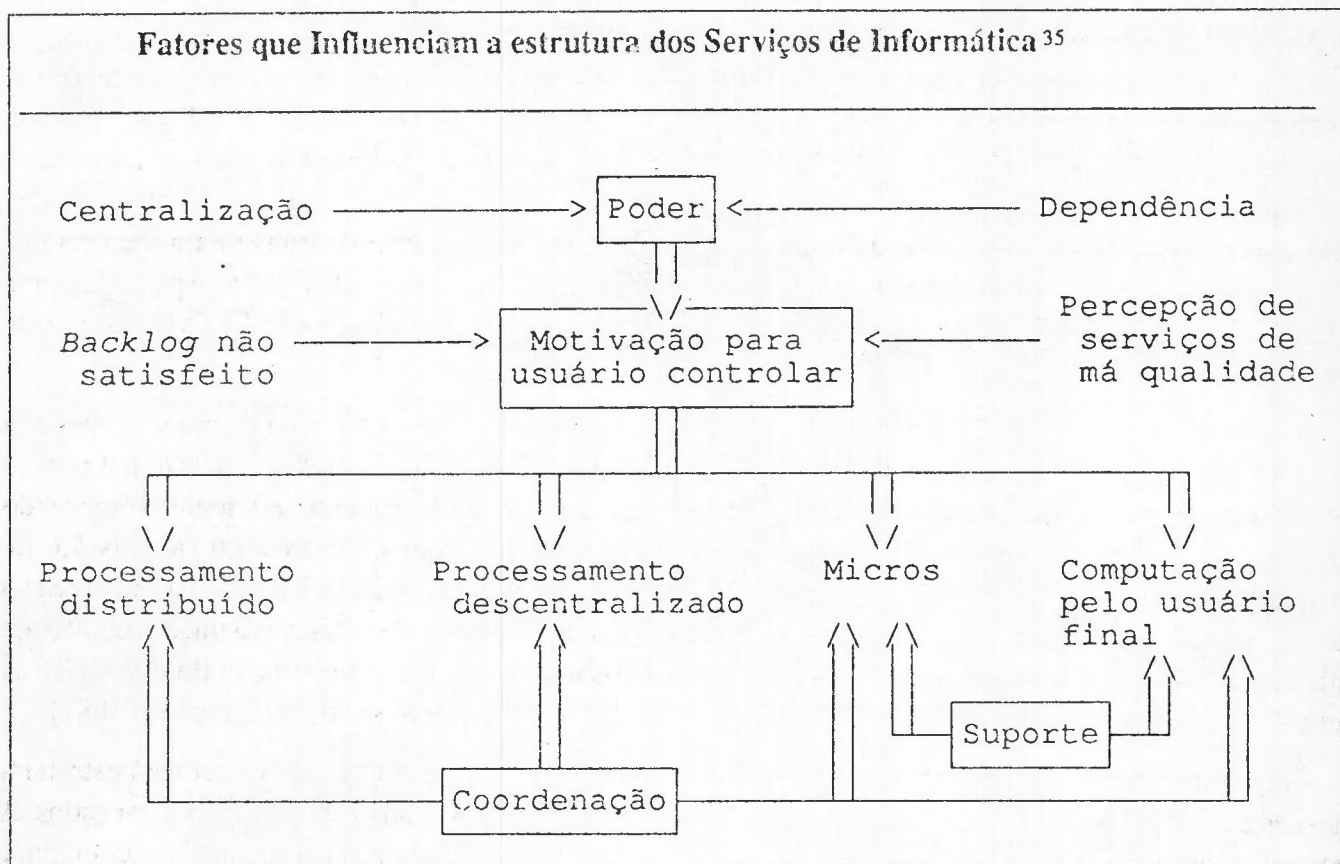 Fatores que Influenciam a estrutura dos Serviços de Informática 35
Centralização
Poder
Dependência
Backlog não
satisfeito
Motivação para
usuário controlar
Percepção de
serviços de
má qualidade
Processamento
distribuído
Processamento
descentralizado
Micros
Computação
pelo usuário
final
Suporte
Coordenação